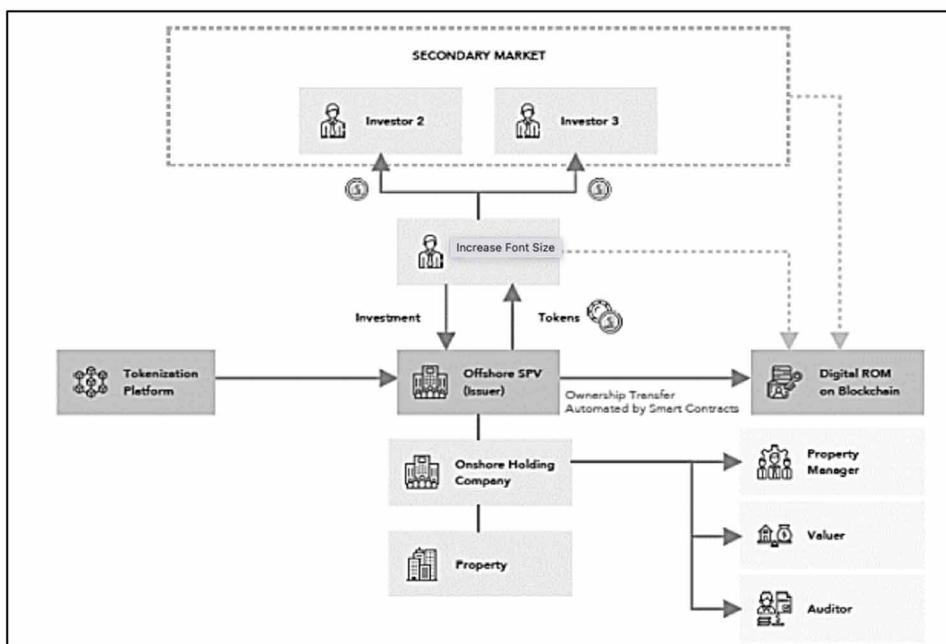 SECONDARY MARKET
Investor 2
Investor 3
Increase Font Size
Investment
Tokens
Tokenization
Platform
Offshore SPV
(Issuer)
Ownership Transfer
Automated by Smart Contracts
Digital ROM
on Blockchain
Onshore Holding
Company
Property
Manager
Valuer
Property
Auditor